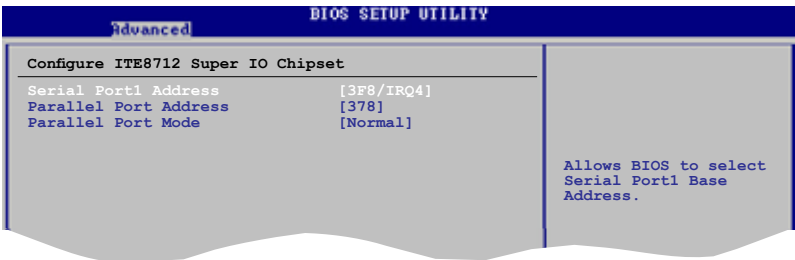 BIOS SETUP UTILITY
Advanced
Configure ITE8712 Super IO Chipset
Serial Port1 Address [3F8/IRQ4]
Parallel Port Address [378]
Parallel Port Mode [Normal]
Allows BIOS to select
Serial Port1 Base
Address.